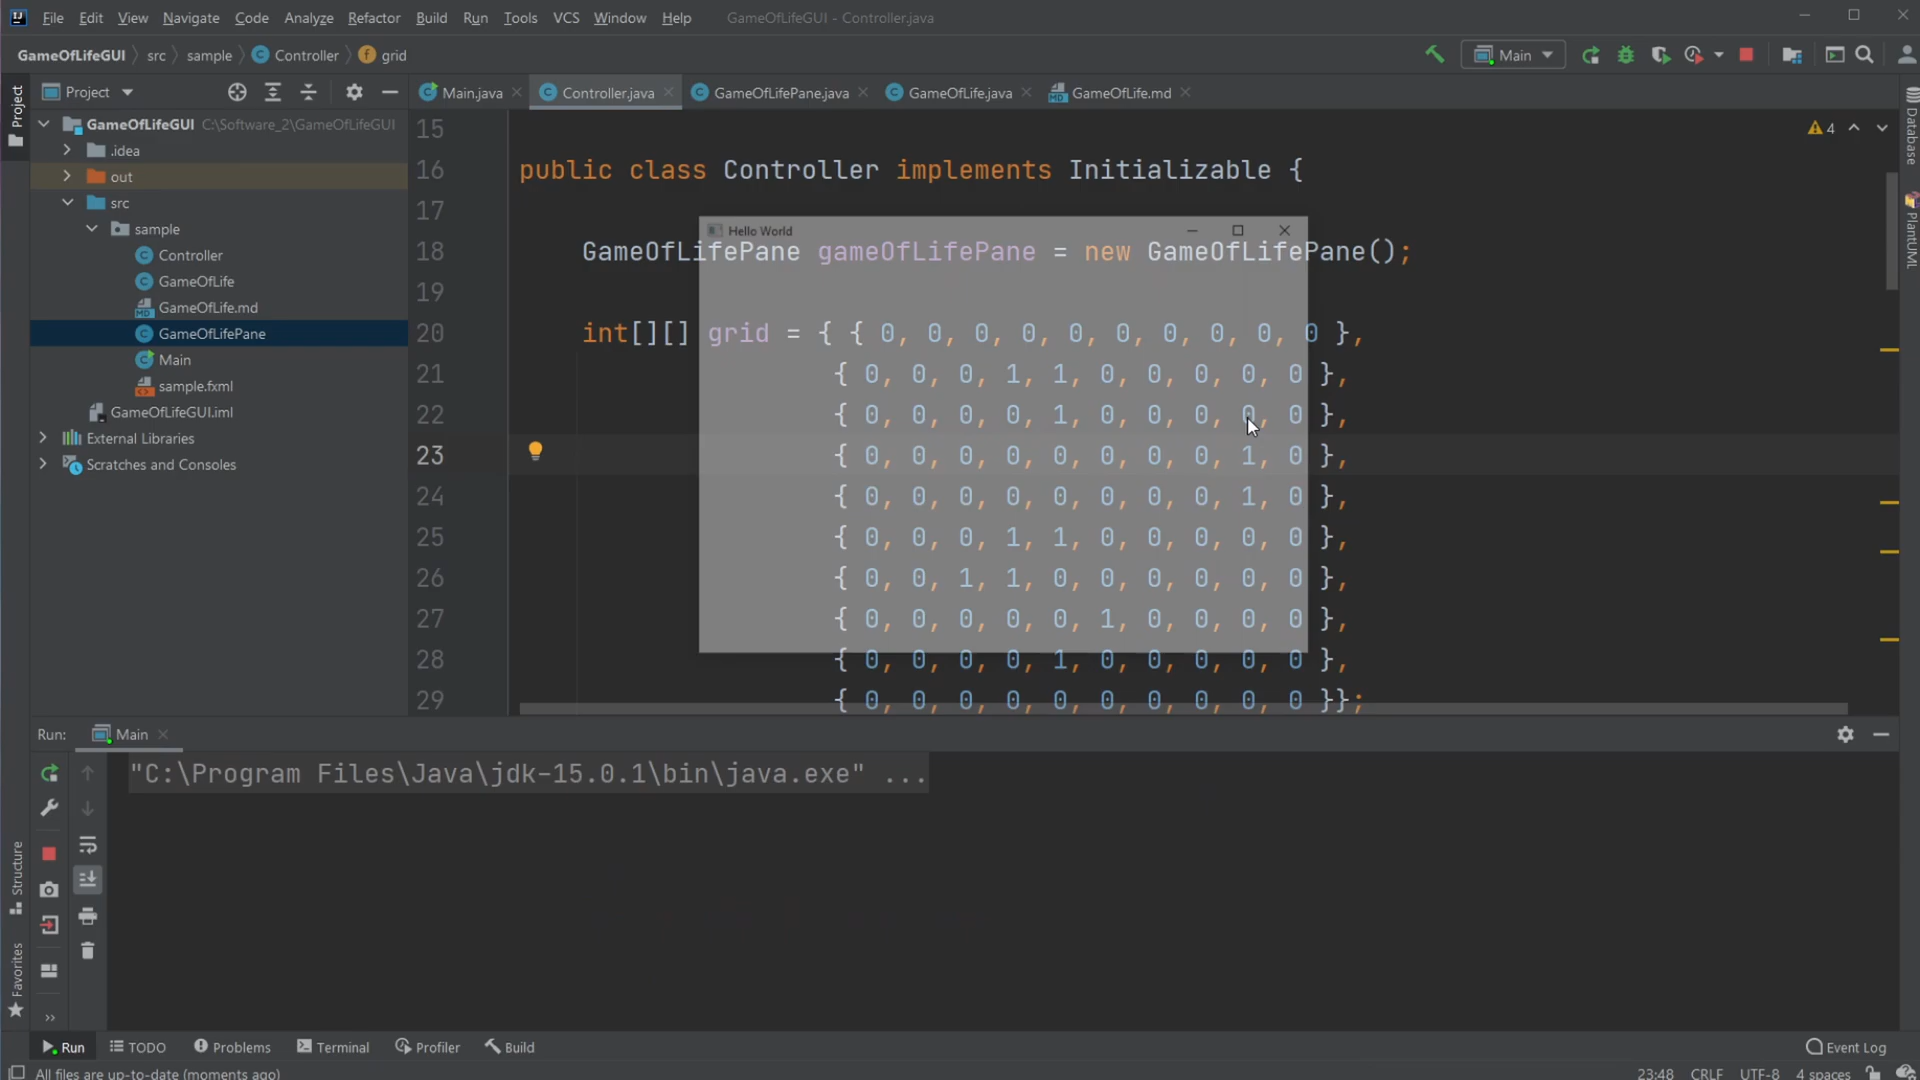 File Edit View Navigate Code Analyze Refactor Build Run Tools VCS Window Help GameOfLifeGUI - Controller.java
GameOfLifeGUI src sample Controller grid
Main
Project
Main.java Controller.java GameOfLifePane.java GameOfLife.java GameOfLife.md
Project
GameOfLifeGUI C:\Software_2\GameOfLifeGUI
.idea
out
src
sample
Controller
GameOfLife
GameOfLife.md
GameOfLifePane
Main
sample.fxml
GameOfLifeGUI.iml
External Libraries
Scratches and Consoles
4
Database
PlantUML
15
16 public class Controller implements Initializable {
17
Hello World
18 GameOfLifePane gameOfLifePane = new GameOfLifePane();
19
20 int[][] grid = { { 0, 0, 0, 0, 0, 0, 0, 0, 0, 0 },
21 { 0, 0, 0, 1, 1, 0, 0, 0, 0, 0 },
22 { 0, 0, 0, 0, 1, 0, 0, 0, 0, 0 },
23 { 0, 0, 0, 0, 0, 0, 0, 0, 1, 0 },
24 { 0, 0, 0, 0, 0, 0, 0, 0, 1, 0 },
25 { 0, 0, 0, 1, 1, 0, 0, 0, 0, 0 },
26 { 0, 0, 1, 1, 0, 0, 0, 0, 0, 0 },
27 { 0, 0, 0, 0, 0, 1, 0, 0, 0, 0 },
28 { 0, 0, 0, 0, 1, 0, 0, 0, 0, 0 },
29 { 0, 0, 0, 0, 0, 0, 0, 0, 0, 0 }};
Run: Main
"C:\Program Files\Java\jdk-15.0.1\bin\java.exe" ...
Structure
Favorites
Run TODO Problems Terminal Profiler Build Event Log
All files are up-to-date (moments ago) 23:48 CRLF UTF-8 4 spaces